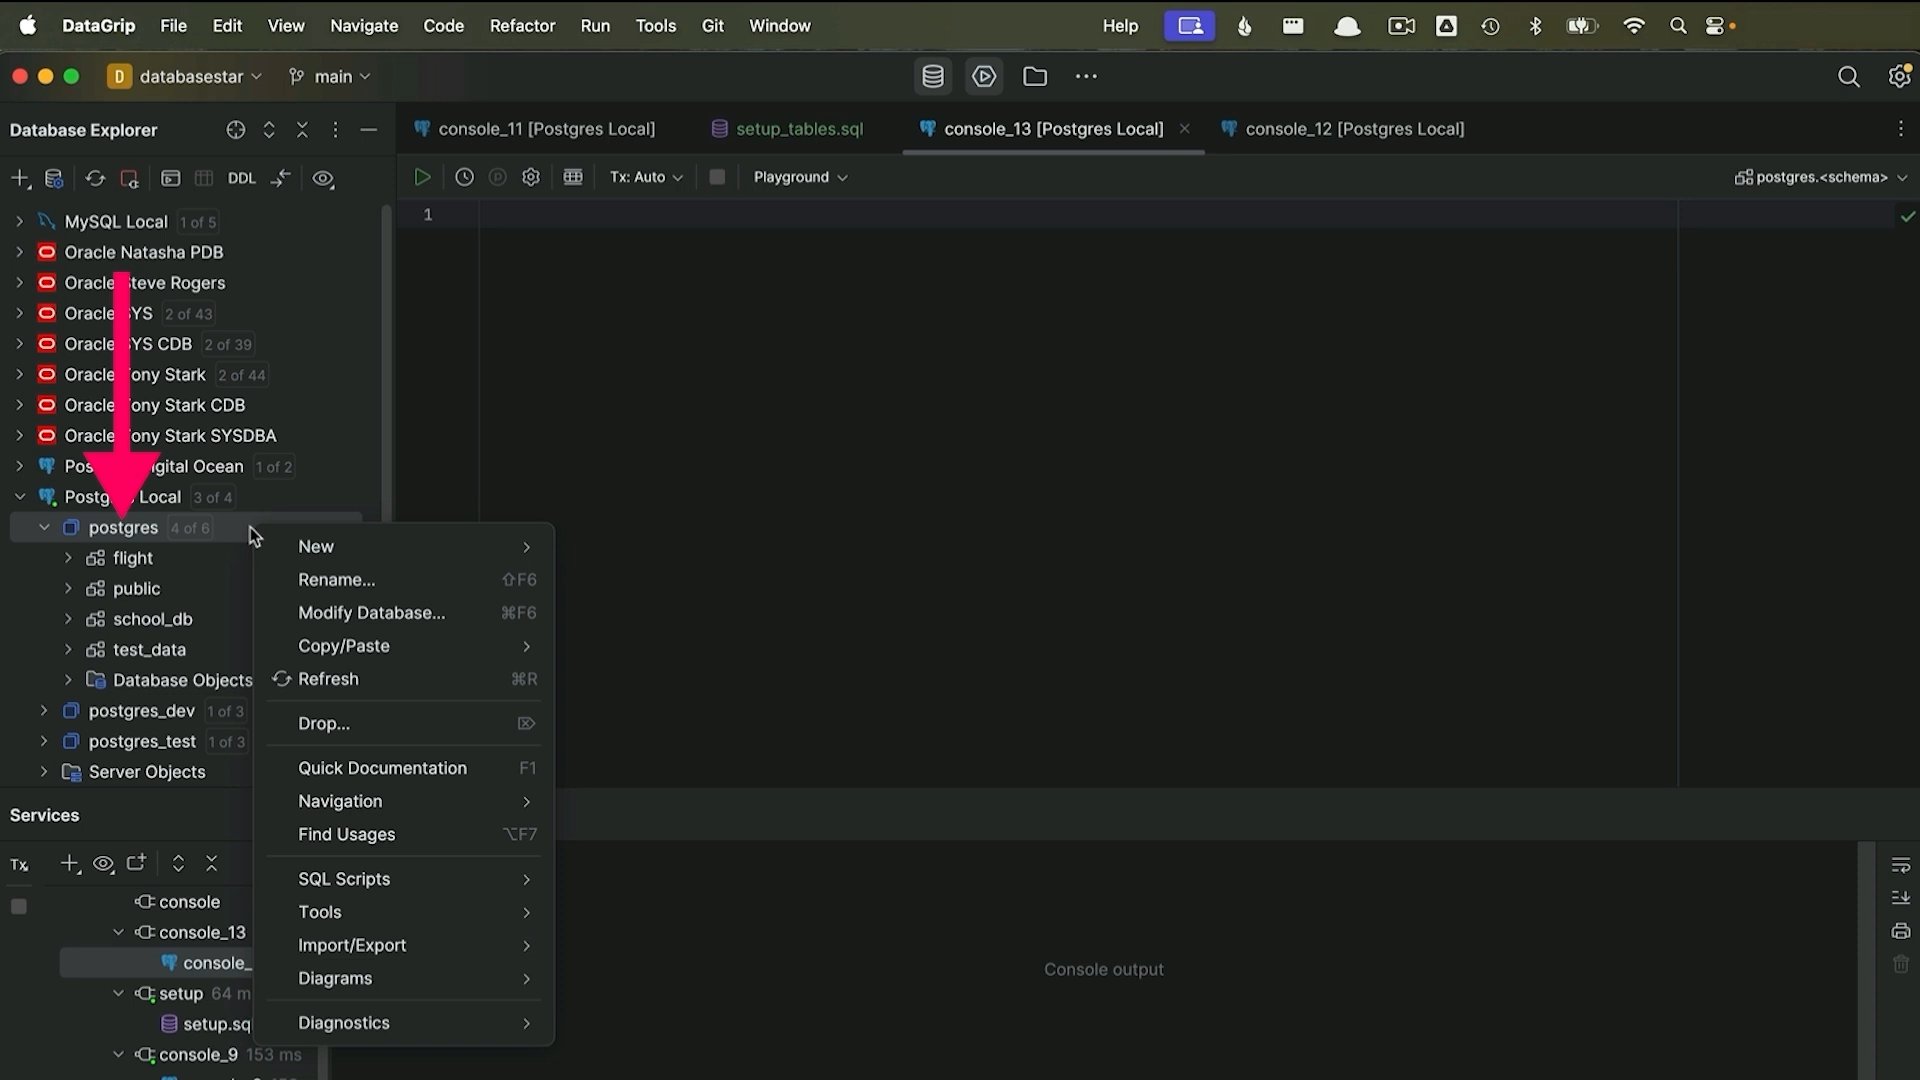 DataGrip File Edit View Navigate Code Refactor Run Tools Git Window Help
D databasestar main
Database Explorer
console_11 [Postgres Local] setup_tables.sql console_13 [Postgres Local] console_12 [Postgres Local]
DDL
Tx: Auto Playground postgres.<schema>
1
MySQL Local 1 of 5
Oracle Natasha PDB
Oracle Steve Rogers
Oracle SYS 2 of 43
Oracle SYS CDB 2 of 39
Oracle Tony Stark 2 of 44
Oracle Tony Stark CDB
Oracle Tony Stark SYSDBA
Pos igital Ocean 1 of 2
Postg Local 3 of 4
postgres 4 of 6
flight
public
school_db
test_data
Database Objects
postgres_dev 1 of 3
postgres_test 1 of 3
Server Objects
New
Rename... ⇧F6
Modify Database... ⌘F6
Copy/Paste
Refresh ⌘R
Drop... ⌦
Quick Documentation F1
Navigation
Find Usages ⌥F7
SQL Scripts
Tools
Import/Export
Diagrams
Diagnostics
Services
Tx
console
console_13
console_
setup 64 m
setup.sq
console_9 153 ms
Console output